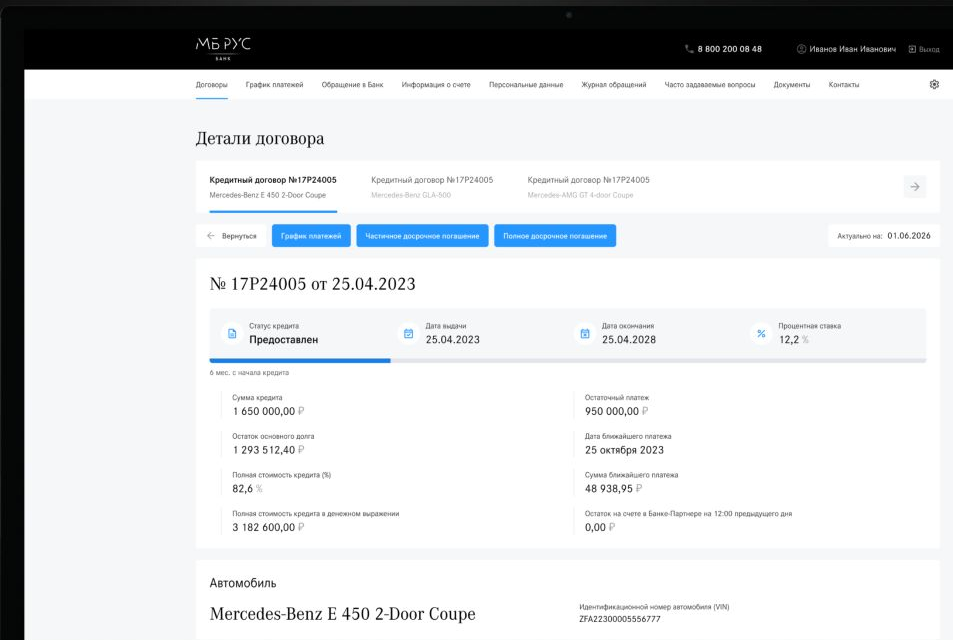 МБ РУС
БАНК
8 800 200 08 48
Иванов Иван Иванович
Выход
Договоры
График платежей
Обращение в Банк
Информация о счете
Персональные данные
Журнал обращений
Часто задаваемые вопросы
Документы
Контакты
Детали договора
Кредитный договор №17Р24005
Mercedes-Benz E 450 2-Door Coupe
Кредитный договор №17Р24005
Mercedes-Benz GLA-500
Кредитный договор №17Р24005
Mercedes-AMG GT 4-door Coupe
Вернуться
График платежей
Частичное досрочное погашение
Полное досрочное погашение
Актуально на: 01.06.2026
№ 17Р24005 от 25.04.2023
Статус кредита
Предоставлен
Дата выдачи
25.04.2023
Дата окончания
25.04.2028
Процентная ставка
12,2 %
6 мес. с начала кредита
Сумма кредита
1 650 000,00 ₽
Остаточный платеж
950 000,00 ₽
Остаток основного долга
1 293 512,40 ₽
Дата ближайшего платежа
25 октября 2023
Полная стоимость кредита (%)
82,6 %
Сумма ближайшего платежа
48 938,95 ₽
Полная стоимость кредита в денежном выражении
3 182 600,00 ₽
Остаток на счете в Банке-Партнере на 12:00 предыдущего дня
0,00 ₽
Автомобиль
Mercedes-Benz E 450 2-Door Coupe
Идентификационной номер автомобиля (VIN)
ZFA22300005556777